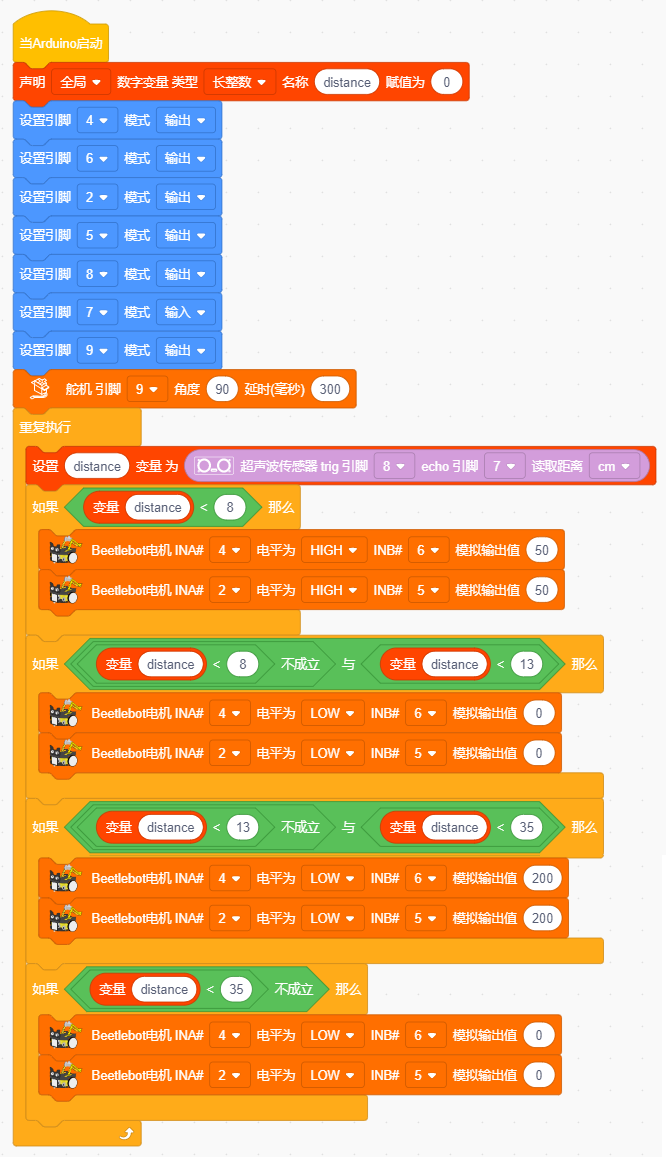 当Arduino启动
声明 全局 数字变量 类型 长整数 名称 distance 赋值为 0
设置引脚 4 模式 输出
设置引脚 6 模式 输出
设置引脚 2 模式 输出
设置引脚 5 模式 输出
设置引脚 8 模式 输出
设置引脚 7 模式 输入
设置引脚 9 模式 输出
舵机 引脚 9 角度 90 延时(毫秒) 300
重复执行
设置 distance 变量 为 超声波传感器 trig 引脚 8 echo 引脚 7 读取距离 cm
如果 变量 distance < 8 那么
Beetlebot电机 INA# 4 电平为 HIGH INB# 6 模拟输出值 50
Beetlebot电机 INA# 2 电平为 HIGH INB# 5 模拟输出值 50
如果 变量 distance < 8 不成立 与 变量 distance < 13 那么
Beetlebot电机 INA# 4 电平为 LOW INB# 6 模拟输出值 0
Beetlebot电机 INA# 2 电平为 LOW INB# 5 模拟输出值 0
如果 变量 distance < 13 不成立 与 变量 distance < 35 那么
Beetlebot电机 INA# 4 电平为 LOW INB# 6 模拟输出值 200
Beetlebot电机 INA# 2 电平为 LOW INB# 5 模拟输出值 200
如果 变量 distance < 35 不成立 那么
Beetlebot电机 INA# 4 电平为 LOW INB# 6 模拟输出值 0
Beetlebot电机 INA# 2 电平为 LOW INB# 5 模拟输出值 0